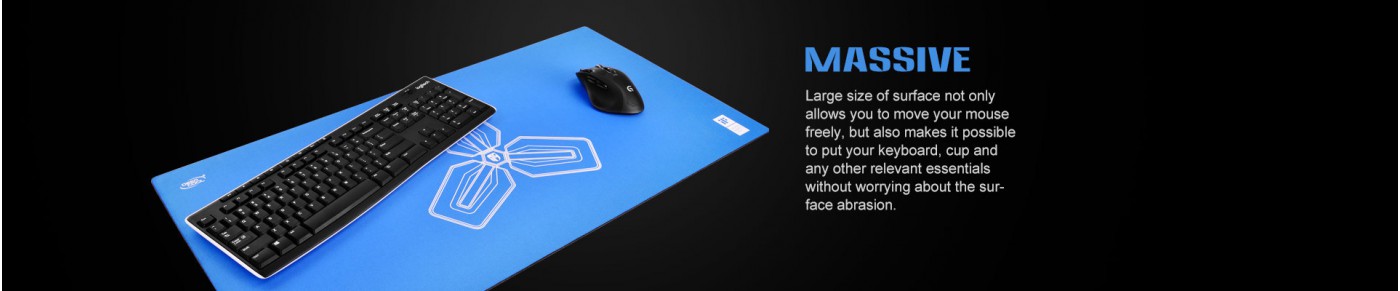 MASSIVE
Large size of surface not only
allows you to move your mouse
freely, but also makes it possible
to put your keyboard, cup and
any other relevant essentials
without worrying about the sur-
face abrasion.
logitech
G